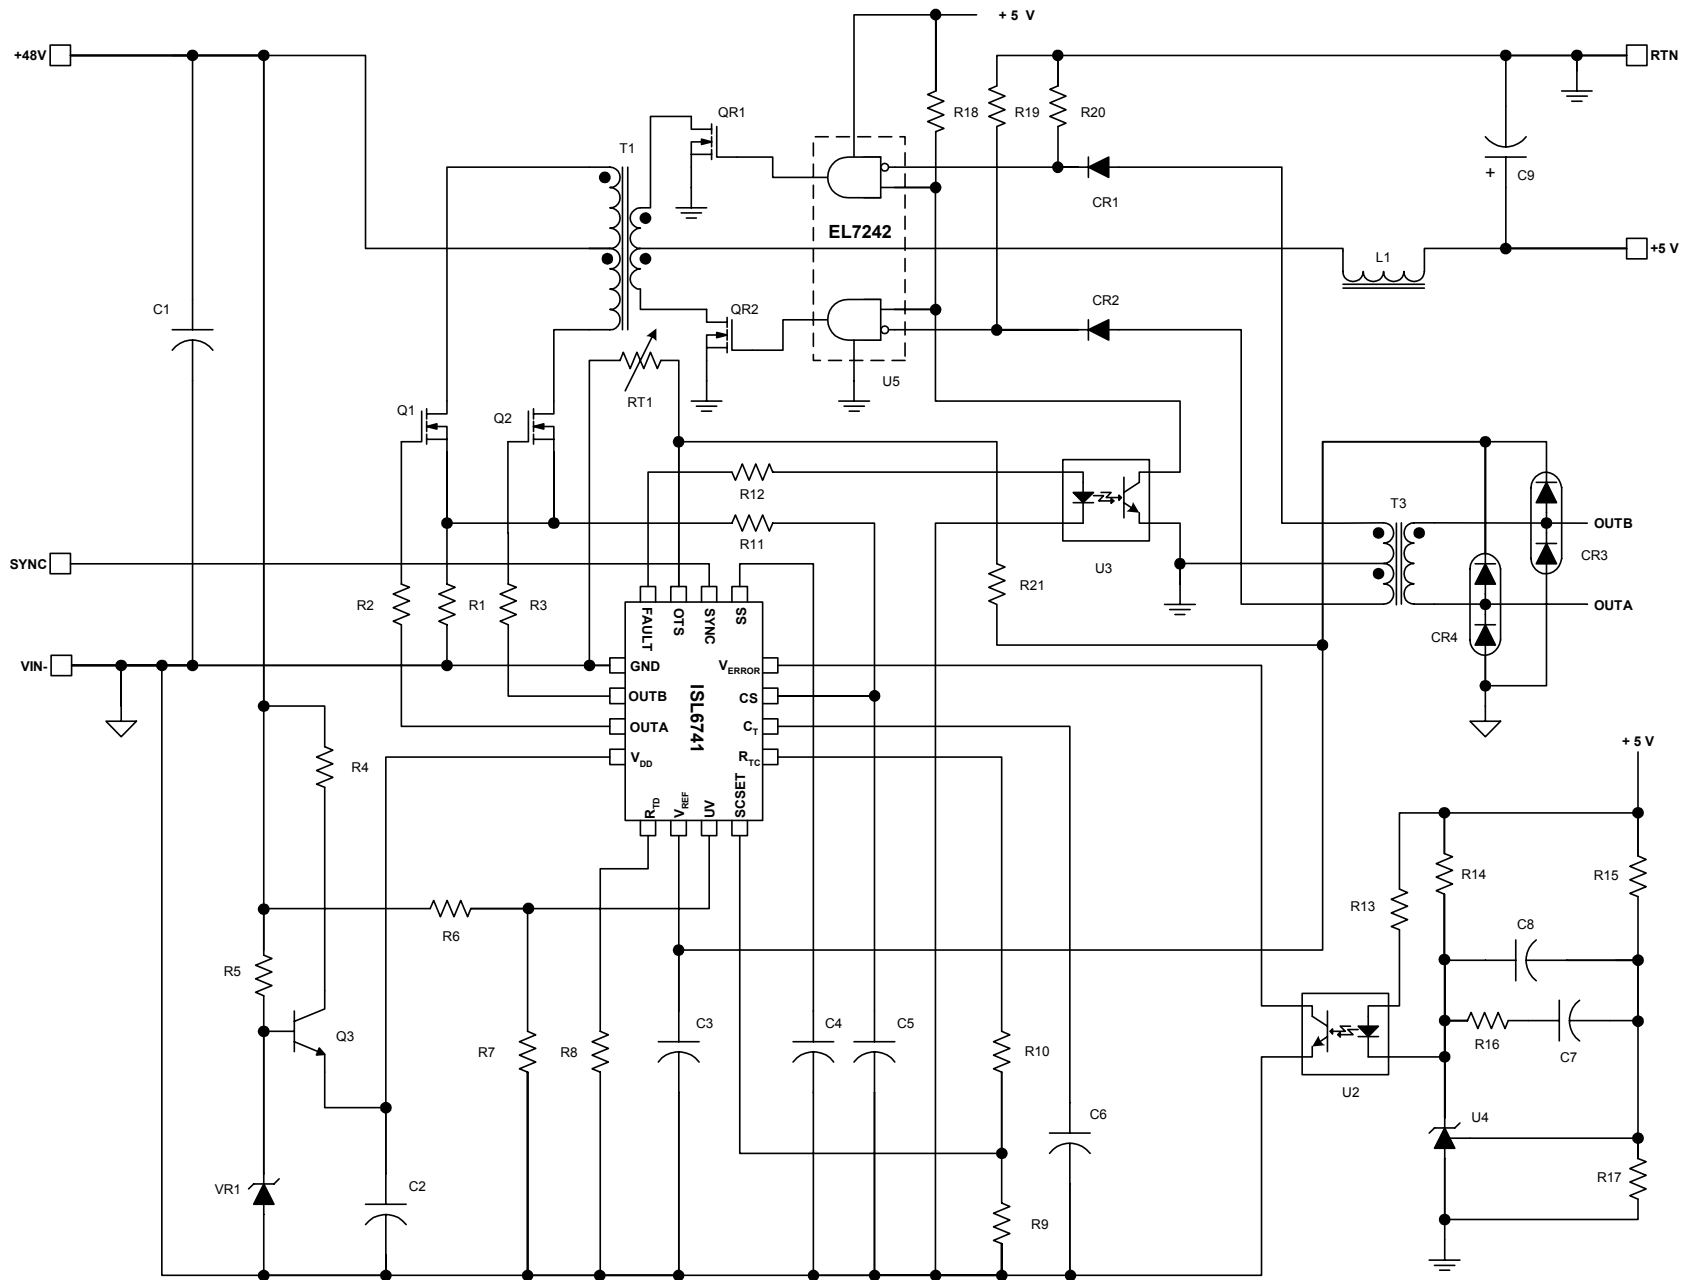 + 5 V
+48V
RTN
QR1
R18
R19
R20
T1
C9
+
CR1
EL7242
+5 V
L1
C1
QR2
CR2
U5
RT1
Q1
Q2
R12
T3
OUTB
R11
CR3
SYNC
U3
R21
R2
R1
R3
OUTA
FAULT
OTS
SYNC
SS
CR4
VIN-
GND
VERROR
OUTB
CS
ISL6741
OUTA
CT
VDD
RTC
+ 5 V
R4
RTD
VREF
UV
SCSET
R14
R15
R13
R6
C8
R5
Q3
C3
C4
C5
R7
R8
R10
R16
C7
U2
C6
U4
VR1
C2
R17
R9